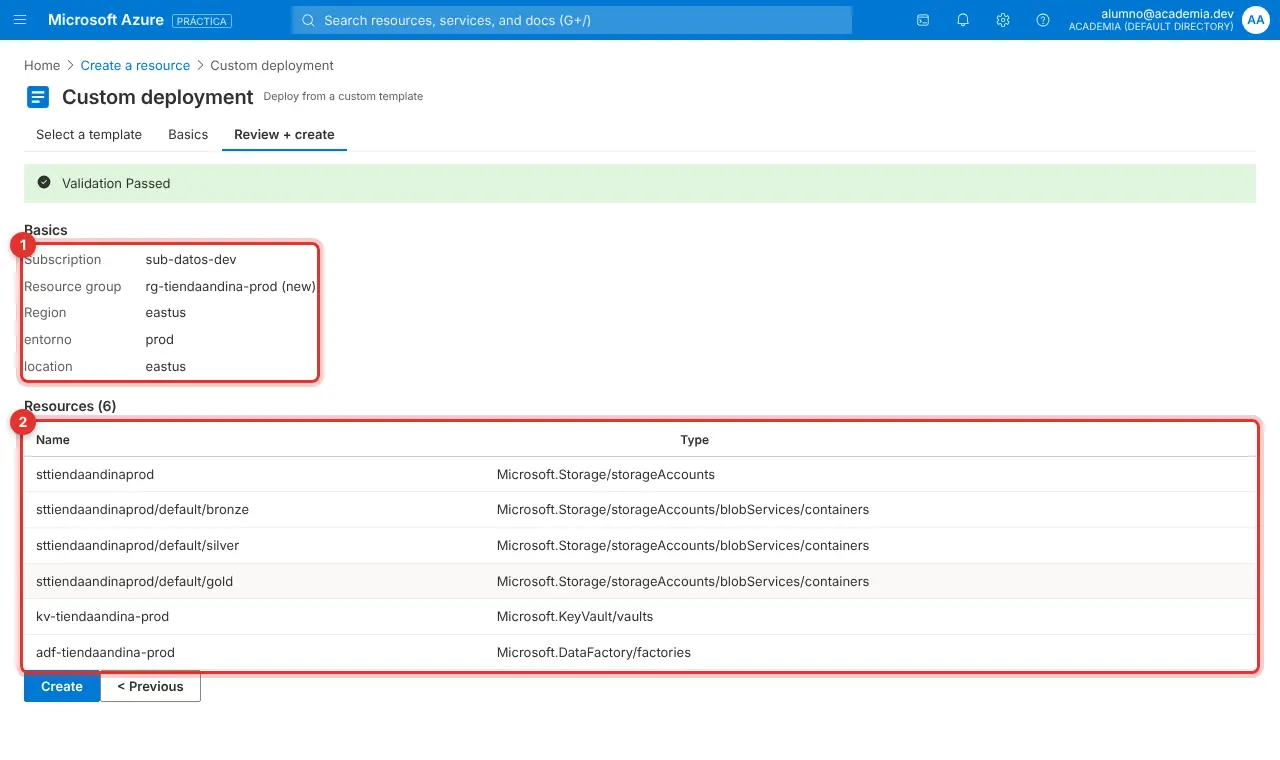 Microsoft Azure PRÁCTICA
Search resources, services, and docs (G+/)
alumno@academia.dev
ACADEMIA (DEFAULT DIRECTORY)
AA
Home > Create a resource > Custom deployment
Custom deployment Deploy from a custom template
Select a template Basics Review + create
Validation Passed
Basics
1
Subscription sub-datos-dev
Resource group rg-tiendaandina-prod (new)
Region eastus
entorno prod
location eastus
Resources (6)
2
Name Type
sttiendaandinaprod Microsoft.Storage/storageAccounts
sttiendaandinaprod/default/bronze Microsoft.Storage/storageAccounts/blobServices/containers
sttiendaandinaprod/default/silver Microsoft.Storage/storageAccounts/blobServices/containers
sttiendaandinaprod/default/gold Microsoft.Storage/storageAccounts/blobServices/containers
kv-tiendaandina-prod Microsoft.KeyVault/vaults
adf-tiendaandina-prod Microsoft.DataFactory/factories
Create < Previous